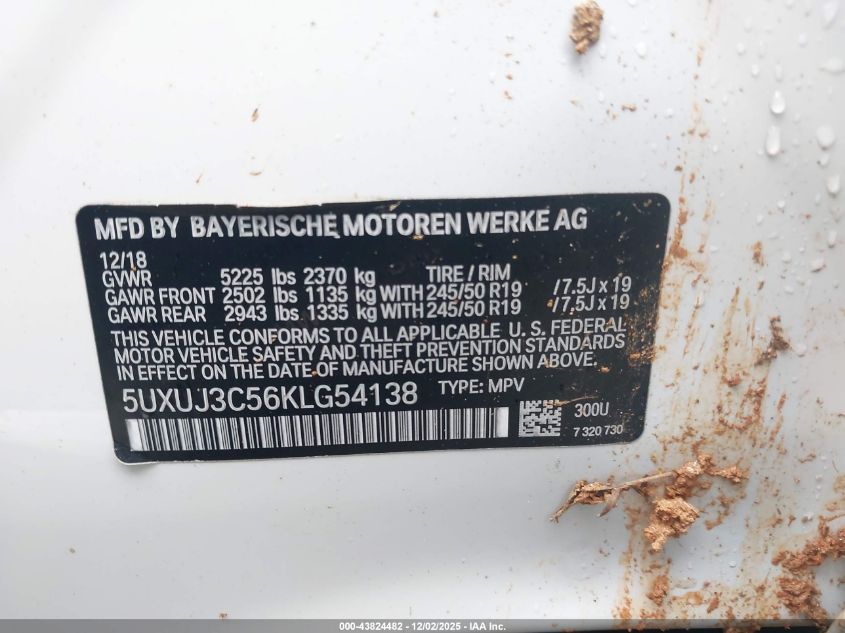 MFD BY BAYERISCHE MOTOREN WERKE AG
12/18
GVWR 5225 lbs 2370 kg TIRE / RIM
GAWR FRONT 2502 lbs 1135 kg WITH 245/50 R19 /7.5J x 19
GAWR REAR 2943 lbs 1335 kg WITH 245/50 R19 /7.5J x 19
THIS VEHICLE CONFORMS TO ALL APPLICABLE U. S. FEDERAL
MOTOR VEHICLE SAFETY AND THEFT PREVENTION STANDARDS
IN EFFECT ON THE DATE OF MANUFACTURE SHOWN ABOVE.
5UXUJ3C56KLG54138 TYPE: MPV
300U
7 320 730
000-43824482 - 12/02/2025 - IAA Inc.